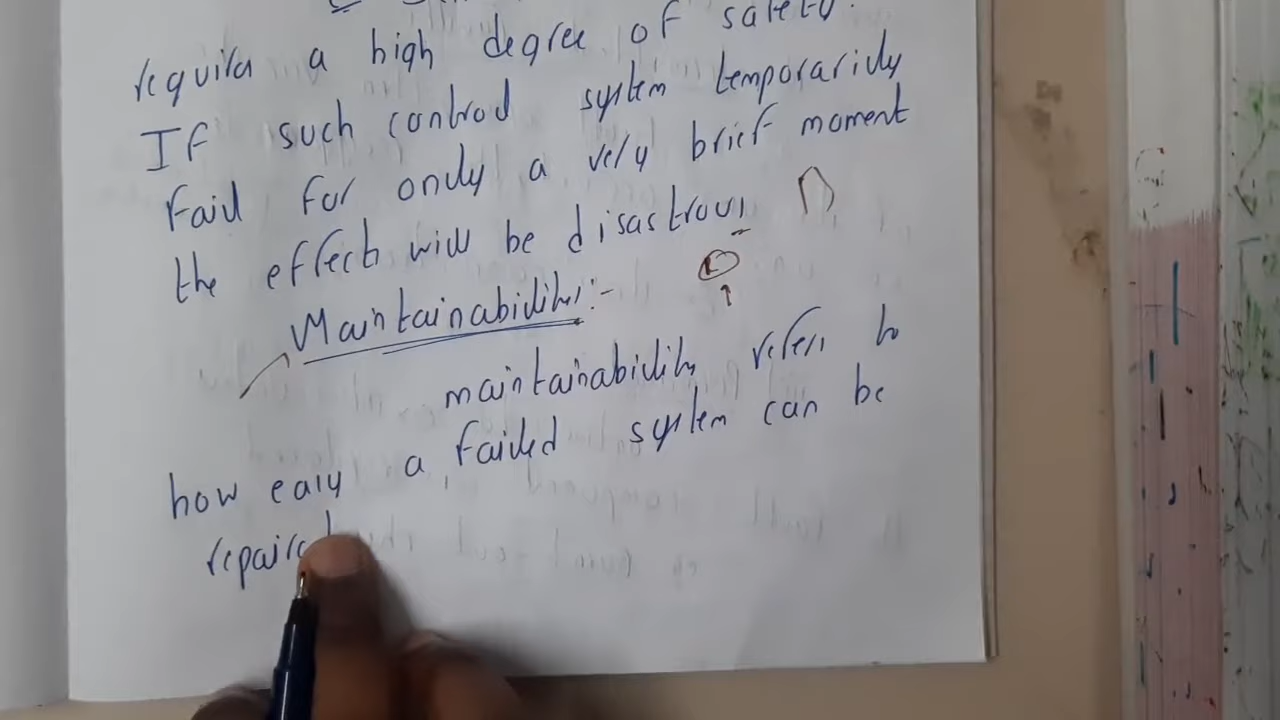 require a high degree of safety.
If such control system temporarily
fail for only a very brief moment
the effect will be disastrous
Maintainability:-
maintainability refers to
how easy a failed system can be
repaired